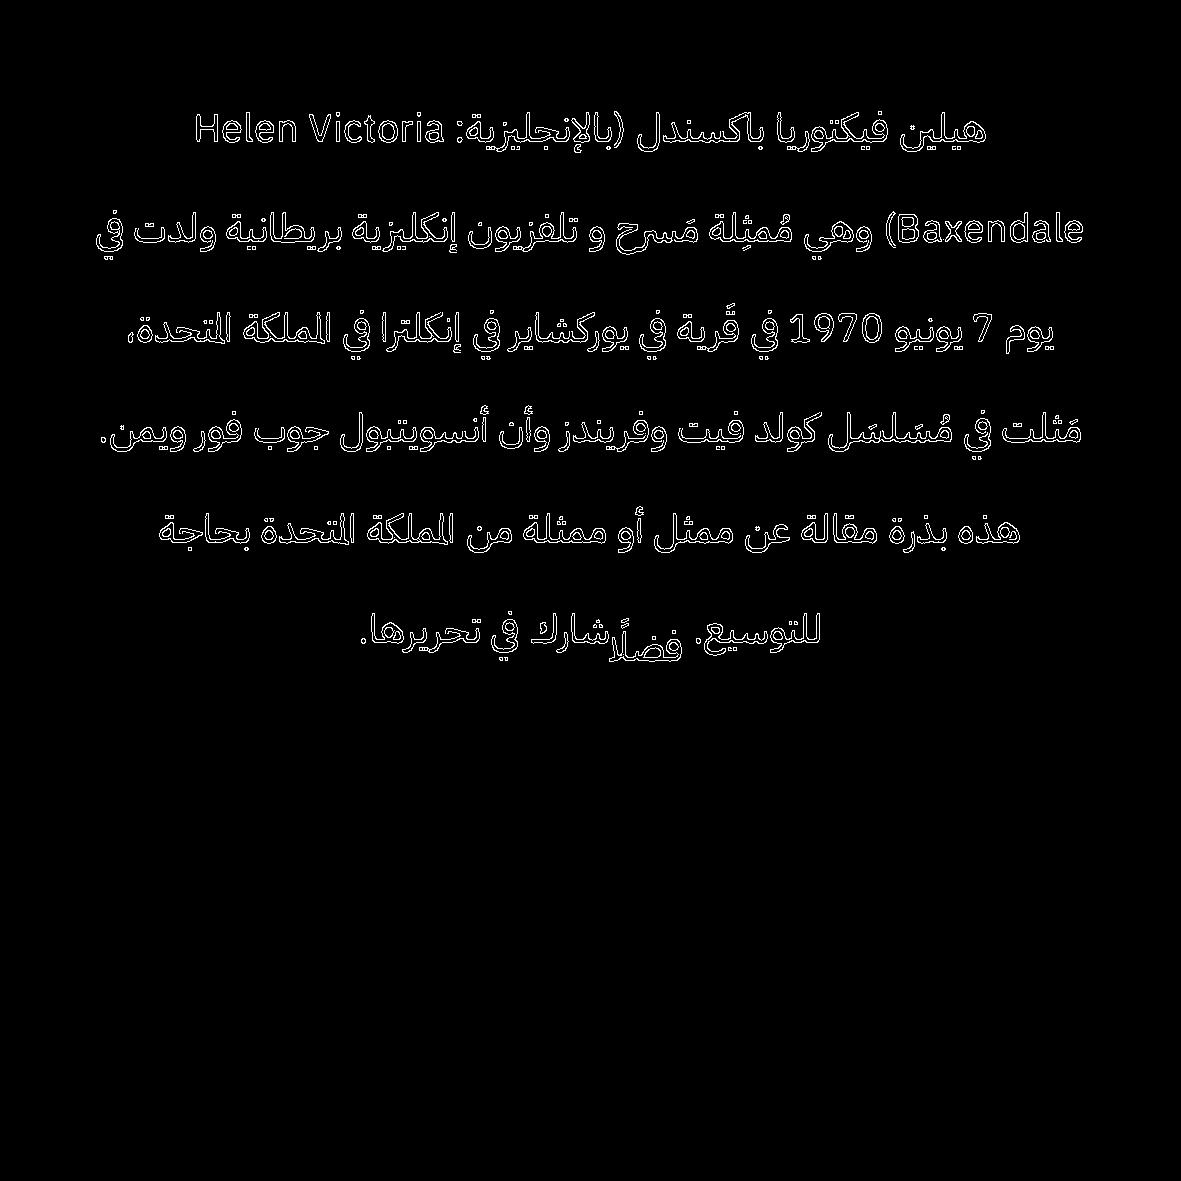 هيلين فيكتوريا باكسندل (بالإنجليزية: Helen Victoria
Baxendale) وهي مُمثِلة مَسرح و تلفزيون إنكليزية بريطانية ولدت في
يوم 7 يونيو 1970 في قَرية في يوركشاير في إنكلترا في المملكة المتحدة،
مَثلت في مُسَلسَل كولد فيت وفريندز وأن أنسويتبول جوب فور ويمن.
هذه بذرة مقالة عن ممثل أو ممثلة من المملكة المتحدة بحاجة
للتوسيع. فضلًا شارك في تحريرها.